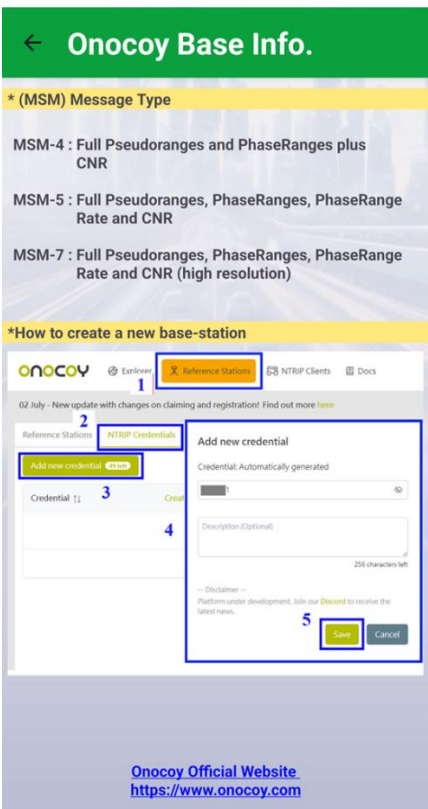 Onocoy Base Info.
* (MSM) Message Type
MSM-4 : Full Pseudoranges and PhaseRanges plus
CNR
MSM-5 : Full Pseudoranges, PhaseRanges, PhaseRange
Rate and CNR
MSM-7 : Full Pseudoranges, PhaseRanges, PhaseRange
Rate and CNR (high resolution)
*How to create a new base-station
onocoy Explorer Reference Stations NTRIP Clients Docs
1
02 July - New update with changes on claiming and registration! Find out more here
2
Reference Stations NTRIP Credentials
Add new credential 49 left
3
Credential
4
Add new credential
Credential: Automatically generated
Description (Optional)
256 characters left
-- Disclaimer --
Platform under development. Join our Discord to receive the
latest news.
5
Save Cancel
Onocoy Official Website
https://www.onocoy.com